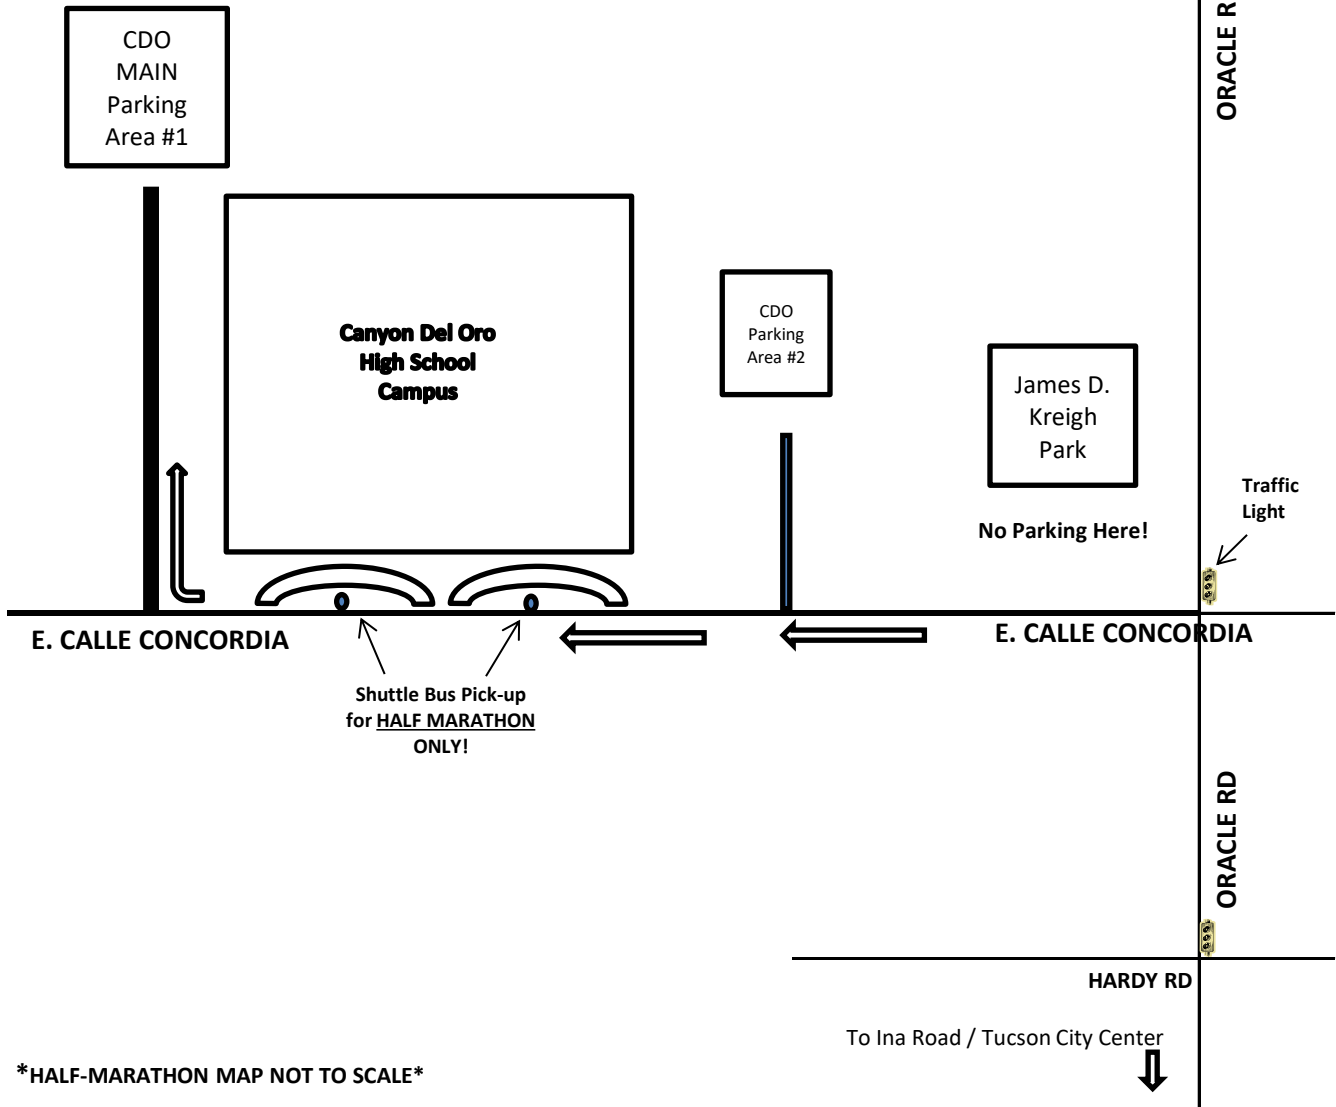 CDO
MAIN
Parking
Area #1
ORACLE R
Canyon Del Oro
High School
Campus
CDO
Parking
Area #2
James D.
Kreigh
Park
No Parking Here!
Traffic
Light
E. CALLE CONCORDIA
E. CALLE CONCORDIA
Shuttle Bus Pick-up
for HALF MARATHON
ONLY!
ORACLE RD
HARDY RD
To Ina Road / Tucson City Center
*HALF-MARATHON MAP NOT TO SCALE*